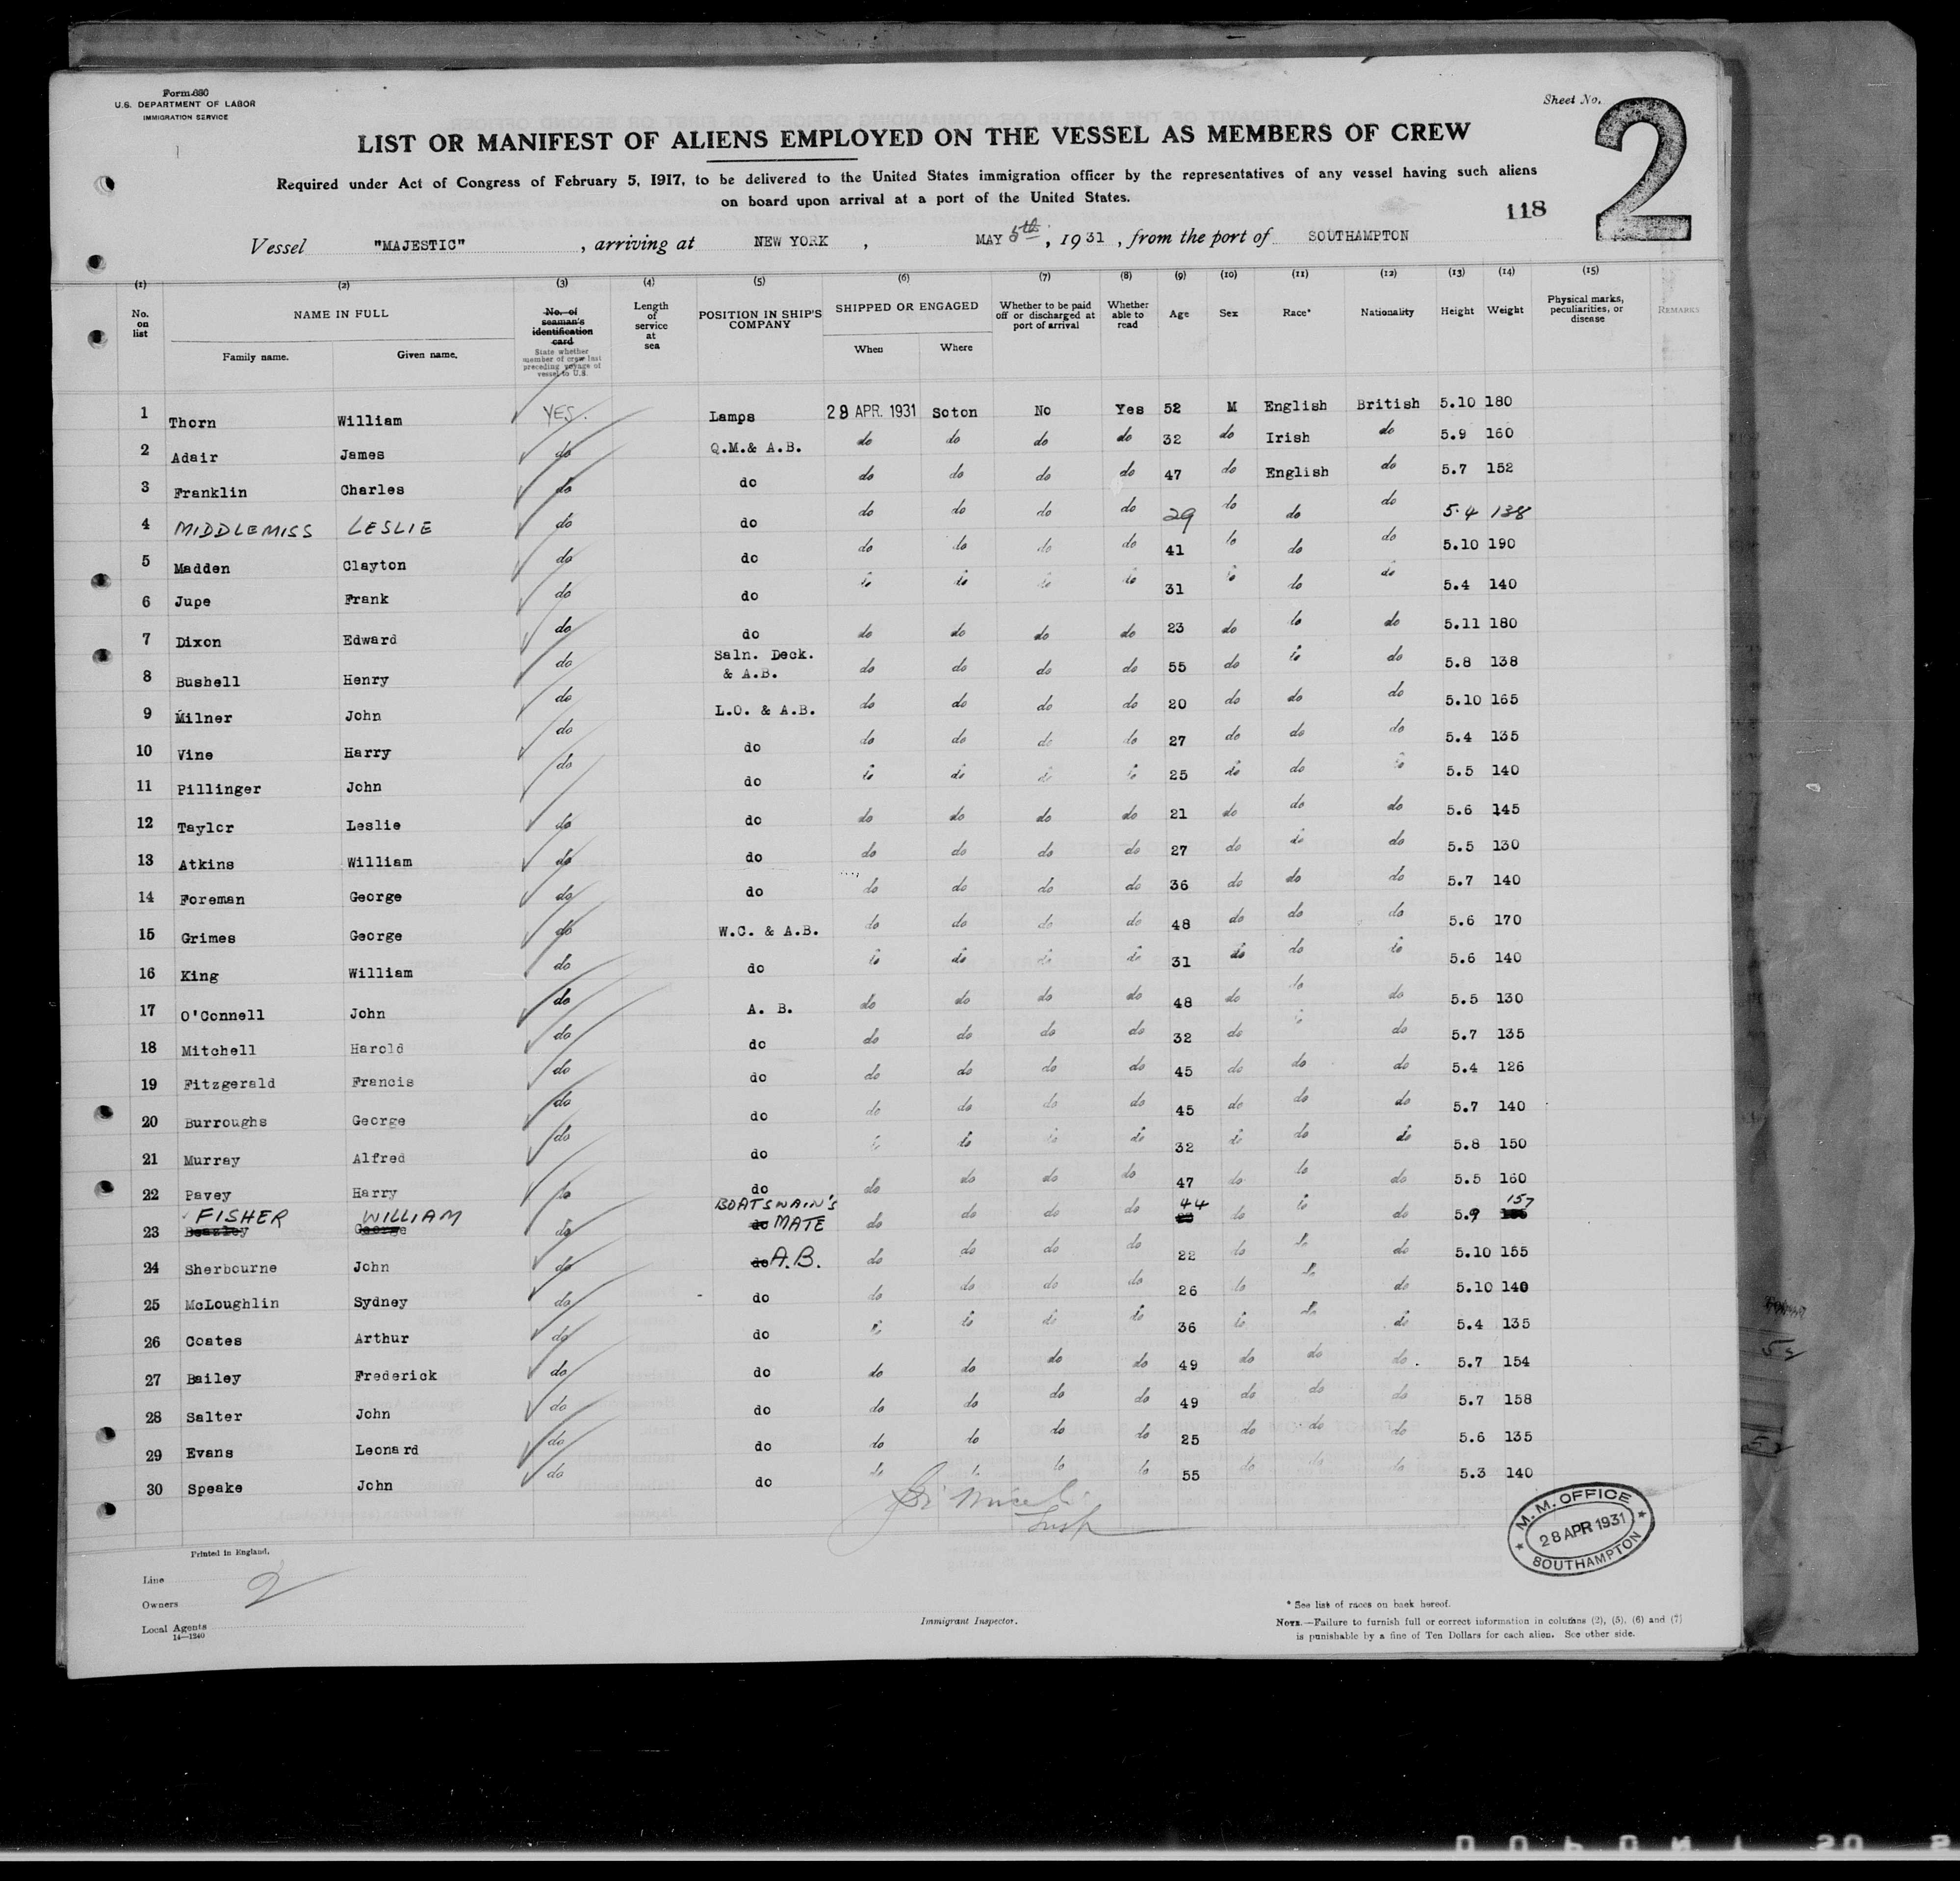 Form 680
U.S. DEPARTMENT OF LABOR
IMMIGRATION SERVICE
Sheet No. 2
LIST OR MANIFEST OF ALIENS EMPLOYED ON THE VESSEL AS MEMBERS OF CREW
Required under Act of Congress of February 5, 1917, to be delivered to the United States immigration officer by the representatives of any vessel having such aliens
on board upon arrival at a port of the United States.
118
Vessel "MAJESTIC", arriving at NEW YORK, MAY 5th, 1931, from the port of SOUTHAMPTON
(1) (2) (3) (4) (5) (6) (7) (8) (9) (10) (11) (12) (13) (14) (15)
No. on list NAME IN FULL Family name. Given name. No. of seaman's identification card State whether member of crew last preceding voyage of vessel to U.S. Length of service at sea POSITION IN SHIP'S COMPANY SHIPPED OR ENGAGED When Where Whether to be paid off or discharged at port of arrival Whether able to read Age Sex Race* Nationality Height Weight Physical marks, peculiarities, or disease REMARKS
1 Thorn William YES. Lamps 28 APR. 1931 Soton No Yes 52 M English British 5.10 180
2 Adair James do Q.M.& A.B. do do do do 32 do Irish do 5.9 160
3 Franklin Charles do do do do do do 47 do English do 5.7 152
4 MIDDLEMISS LESLIE do do do do do do 29 do do do 5.4 138
5 Madden Clayton do do do do do do 41 do do do 5.10 190
6 Jupe Frank do do do do do do 31 do do do 5.4 140
7 Dixon Edward do do do do do do 23 do do do 5.11 180
8 Bushell Henry do Saln. Deck. & A.B. do do do do 55 do do do 5.8 138
9 Milner John do L.O. & A.B. do do do do 20 do do do 5.10 165
10 Vine Harry do do do do do do 27 do do do 5.4 135
11 Pillinger John do do do do do do 25 do do do 5.5 140
12 Taylor Leslie do do do do do do 21 do do do 5.6 145
13 Atkins William do do do do do do 27 do do do 5.5 130
14 Foreman George do do do do do do 36 do do do 5.7 140
15 Grimes George do W.C. & A.B. do do do do 48 do do do 5.6 170
16 King William do do do do do do 31 do do do 5.6 140
17 O'Connell John do A. B. do do do do 48 do do do 5.5 130
18 Mitchell Harold do do do do do do 32 do do do 5.7 135
19 Fitzgerald Francis do do do do do do 45 do do do 5.4 126
20 Burroughs George do do do do do do 45 do do do 5.7 140
21 Murray Alfred do do do do do do 32 do do do 5.8 150
22 Pavey Harry do do do do do do 47 do do do 5.5 160
23 Beazley FISHER George WILLIAM do do BOATSWAIN'S MATE do do do do 44 do do do 5.9 157
24 Sherbourne John do do A.B. do do do do 22 do do do 5.10 155
25 McLoughlin Sydney do do do do do do 26 do do do 5.10 140
26 Coates Arthur do do do do do do 36 do do do 5.4 135
27 Bailey Frederick do do do do do do 49 do do do 5.7 154
28 Salter John do do do do do do 49 do do do 5.7 158
29 Evans Leonard do do do do do do 25 do do do 5.6 135
30 Speake John do do do do do do 55 do do do 5.3 140
Insp
M.M. OFFICE
28 APR 1931
SOUTHAMPTON
Printed in England.
Line 2
Owners
Local Agents
14—1240
Immigrant Inspector.
* See list of races on back hereof.
NOTE.—Failure to furnish full or correct information in columns (2), (5), (6) and (7)
is punishable by a fine of Ten Dollars for each alien. See other side.